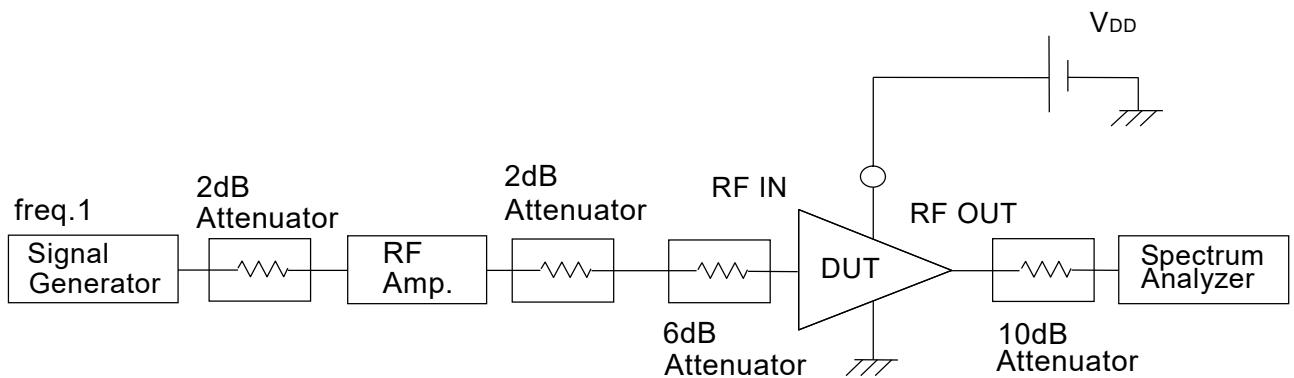 VDD
freq.1
Signal
Generator
2dB
Attenuator
RF
Amp.
2dB
Attenuator
6dB
Attenuator
RF IN
DUT
RF OUT
10dB
Attenuator
Spectrum
Analyzer